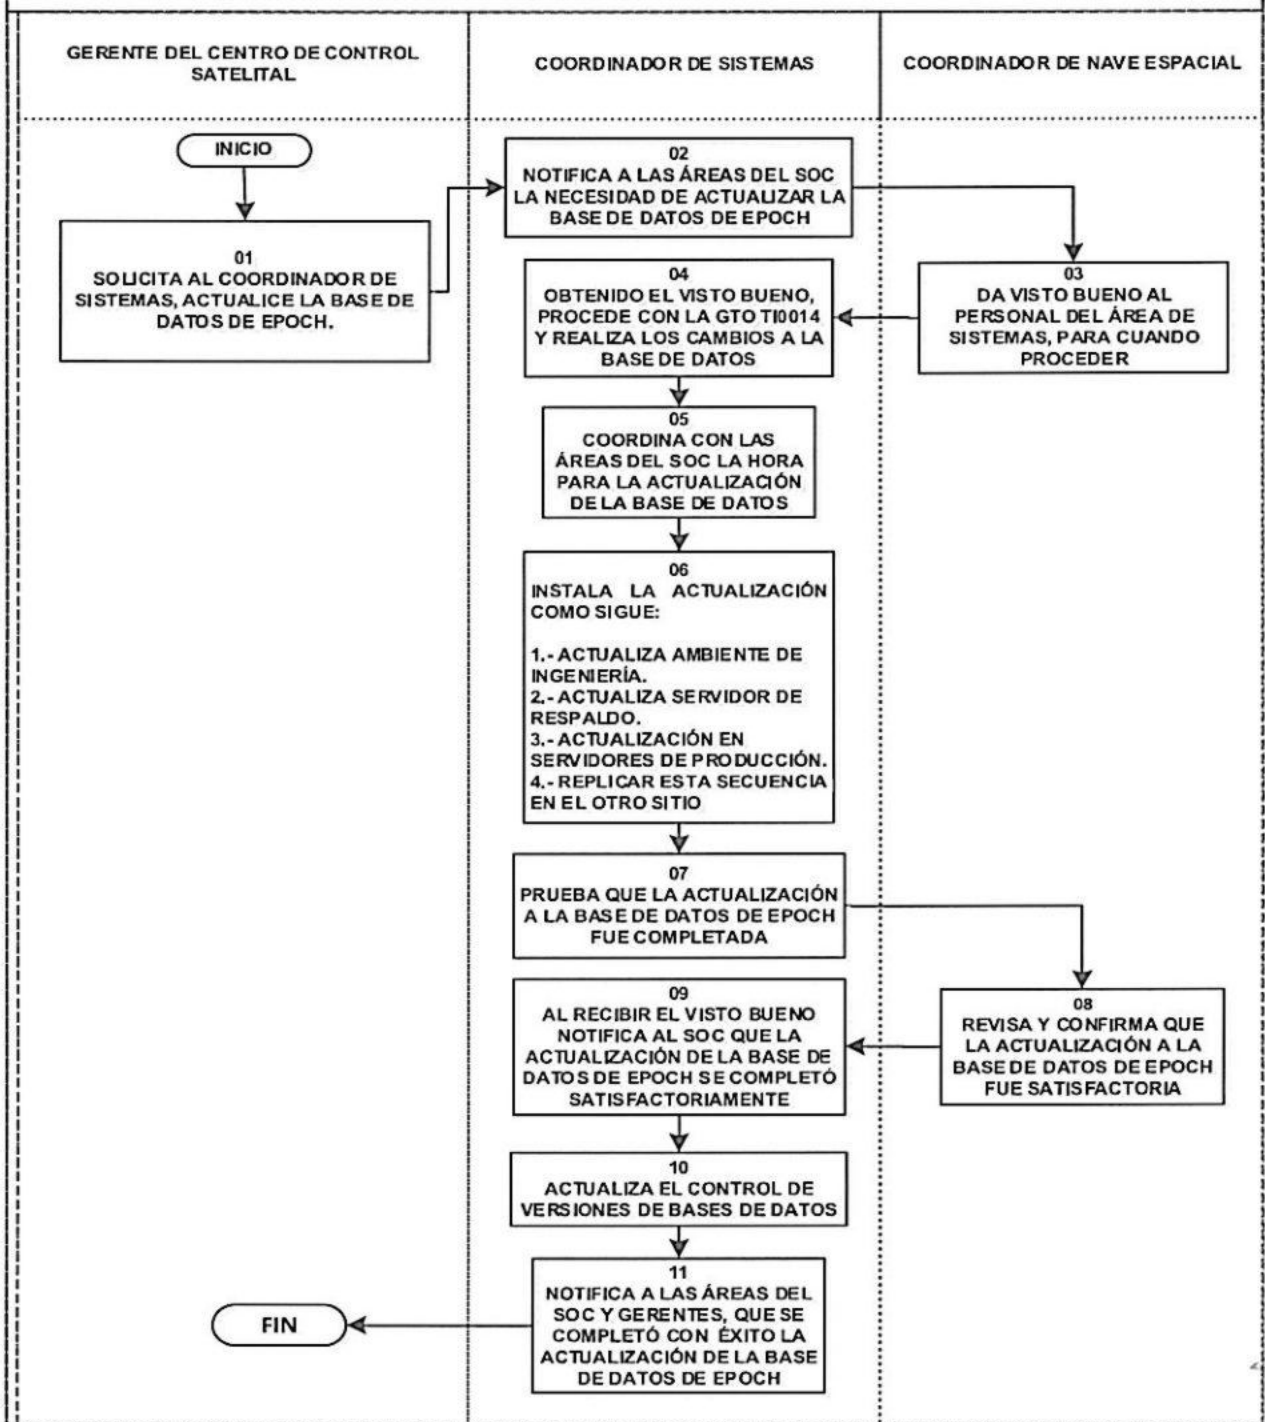 GERENTE DEL CENTRO DE CONTROL
SATELITAL
COORDINADOR DE SISTEMAS
COORDINADOR DE NAVE ESPACIAL
INICIO
01
SOLICITA AL COORDINADOR DE
SISTEMAS, ACTUALICE LA BASE DE
DATOS DE EPOCH.
02
NOTIFICA A LAS ÁREAS DEL SOC
LA NECESIDAD DE ACTUALIZAR LA
BASE DE DATOS DE EPOCH
03
DA VISTO BUENO AL
PERSONAL DEL ÁREA DE
SISTEMAS, PARA CUANDO
PROCEDER
04
OBTENIDO EL VISTO BUENO,
PROCEDE CON LA GTO TI0014
Y REALIZA LOS CAMBIOS A LA
BASE DE DATOS
05
COORDINA CON LAS
ÁREAS DEL SOC LA HORA
PARA LA ACTUALIZACIÓN
DE LA BASE DE DATOS
06
INSTALA LA ACTUALIZACIÓN
COMO SIGUE:
1.- ACTUALIZA AMBIENTE DE
INGENIERÍA.
2.- ACTUALIZA SERVIDOR DE
RESPALDO.
3.- ACTUALIZACIÓN EN
SERVIDORES DE PRODUCCIÓN.
4.- REPLICAR ESTA SECUENCIA
EN EL OTRO SITIO
07
PRUEBA QUE LA ACTUALIZACIÓN
A LA BASE DE DATOS DE EPOCH
FUE COMPLETADA
08
REVISA Y CONFIRMA QUE
LA ACTUALIZACIÓN A LA
BASE DE DATOS DE EPOCH
FUE SATISFACTORIA
09
AL RECIBIR EL VISTO BUENO
NOTIFICA AL SOC QUE LA
ACTUALIZACIÓN DE LA BASE DE
DATOS DE EPOCH SE COMPLETÓ
SATISFACTORIAMENTE
10
ACTUALIZA EL CONTROL DE
VERSIONES DE BASES DE DATOS
11
NOTIFICA A LAS ÁREAS DEL
SOC Y GERENTES, QUE SE
COMPLETÓ CON ÉXITO LA
ACTUALIZACIÓN DE LA BASE
DE DATOS DE EPOCH
FIN